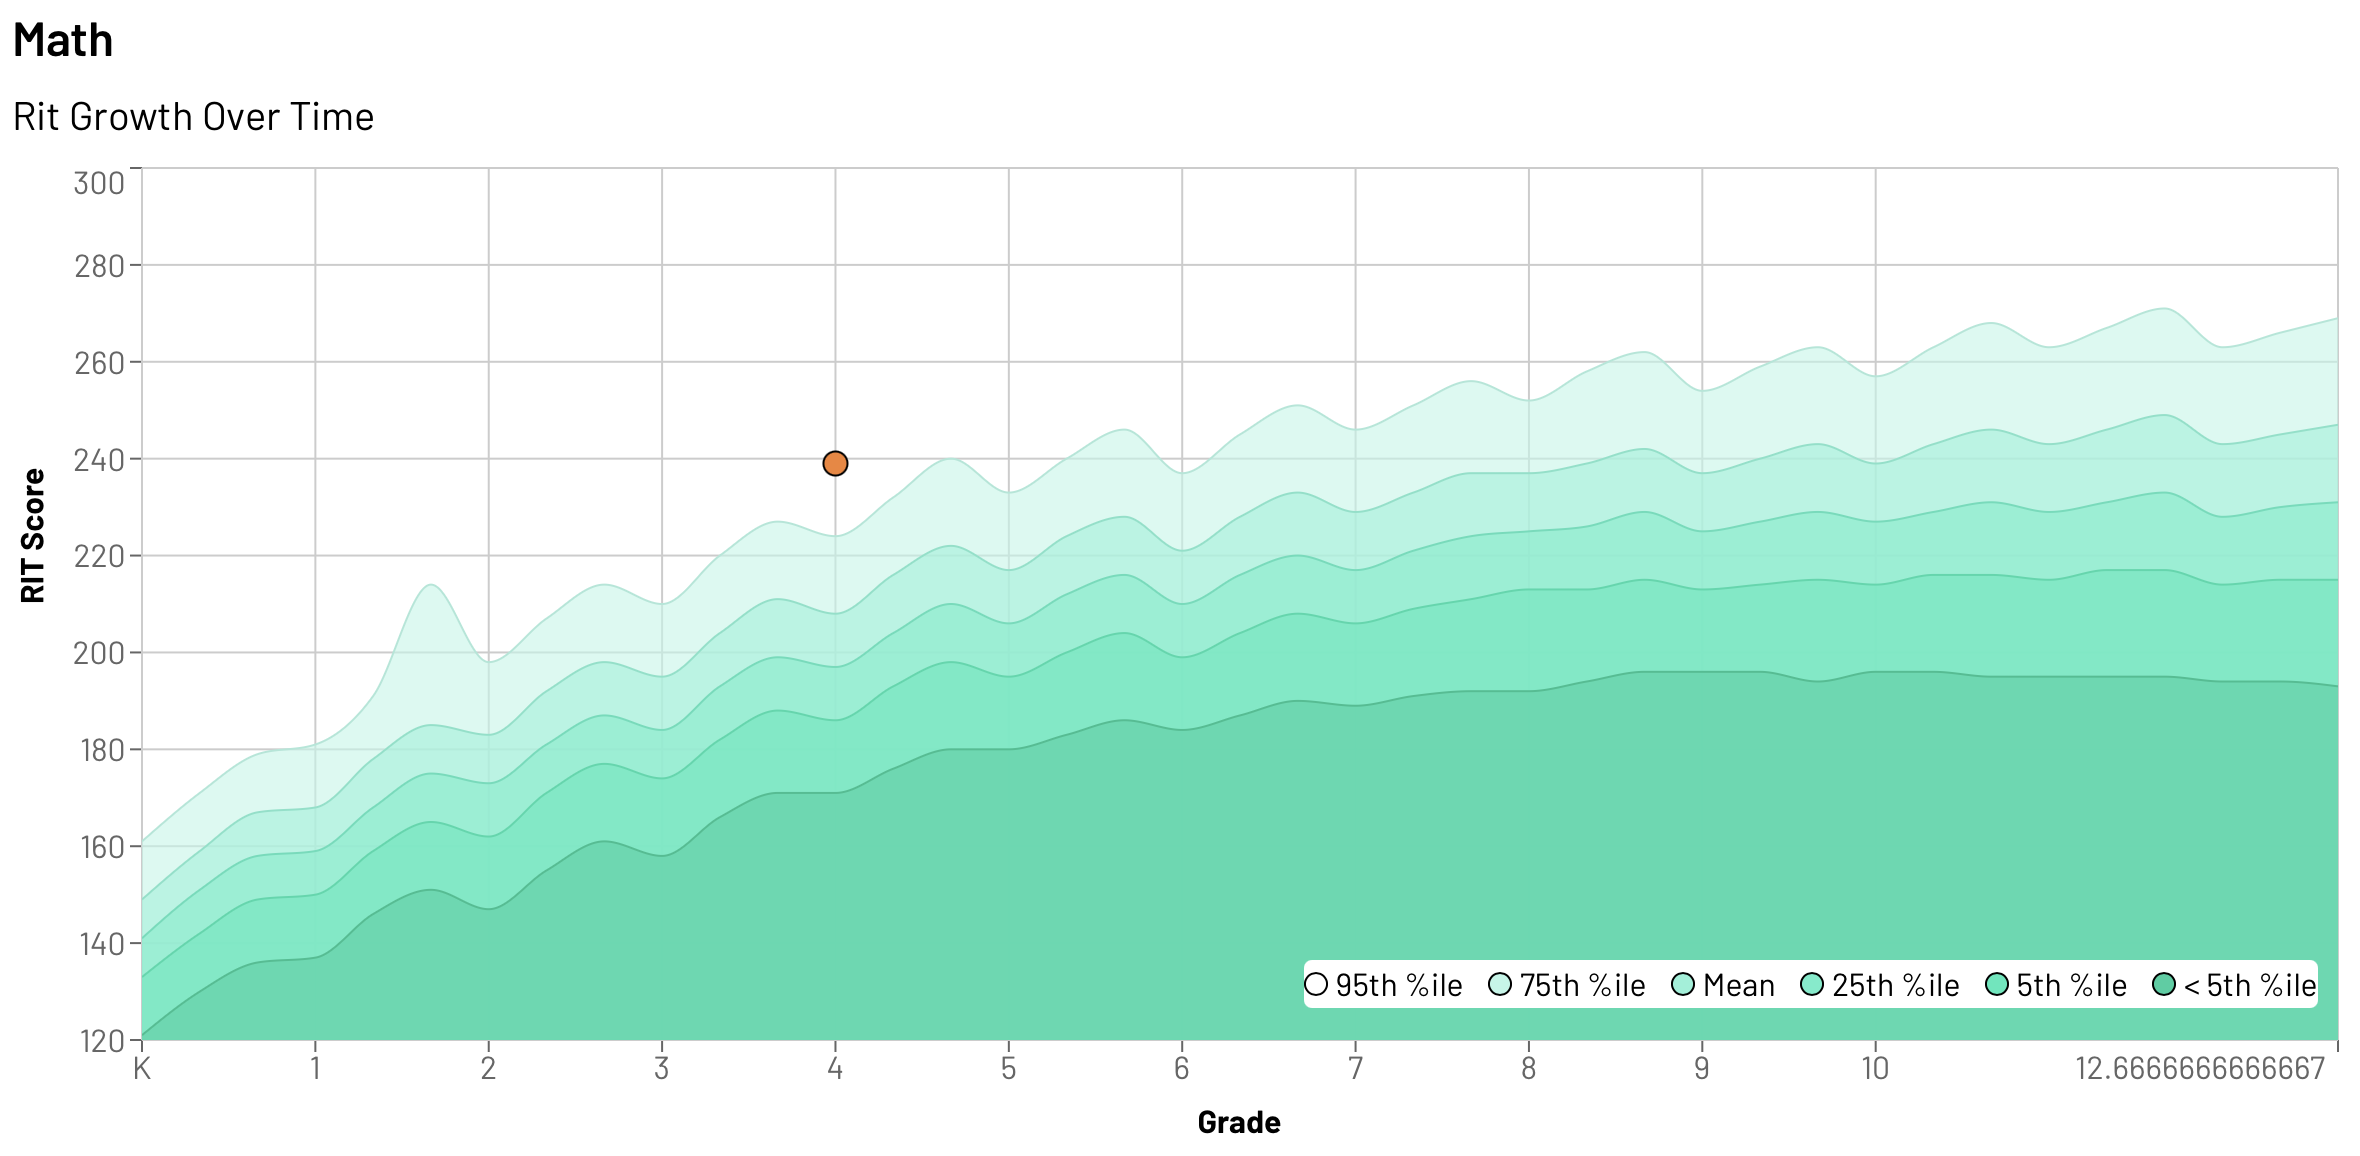 Math
Rit Growth Over Time
300
280
260
240
220
200
180
160
140
120
RIT Score
95th %ile 75th %ile Mean 25th %ile 5th %ile < 5th %ile
K 1 2 3 4 5 6 7 8 9 10 12.6666666666667
Grade